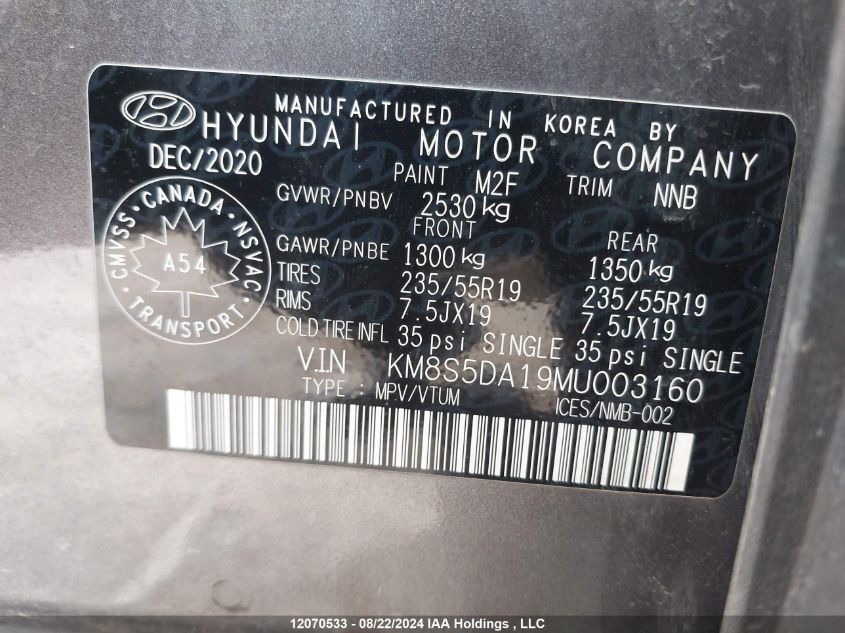 MANUFACTURED IN KOREA BY
HYUNDAI MOTOR COMPANY
DEC/2020 PAINT M2F TRIM NNB
GVWR/PNBV 2530 kg
FRONT REAR
GAWR/PNBE 1300 kg 1350 kg
TIRES 235/55R19 235/55R19
RIMS 7.5JX19 7.5JX19
COLD TIRE INFL 35 psi SINGLE 35 psi SINGLE
V.I.N KM8S5DA19MU003160
TYPE : MPV/VTUM ICES/NMB-002
CMVSS · CANADA · NSVAC · TRANSPORT ·
A54
12070533 - 08/22/2024 IAA Holdings , LLC